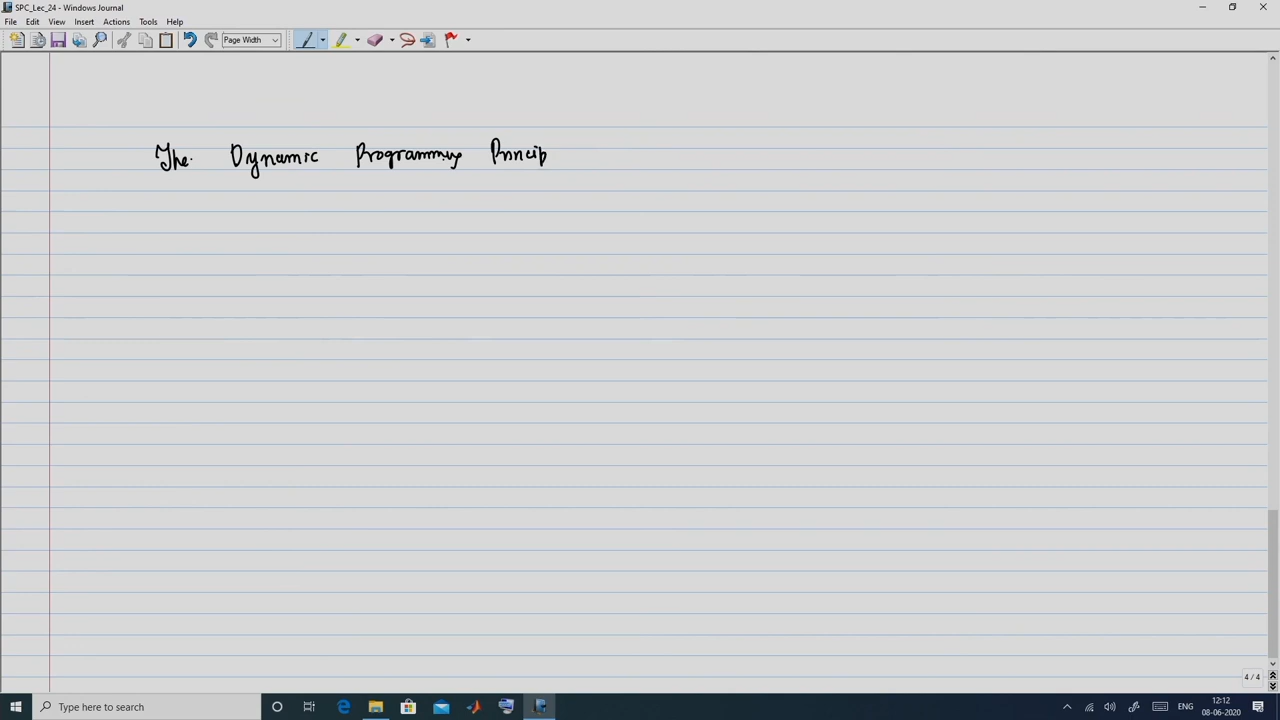 SPC_Lec_24 - Windows Journal
File Edit View Insert Actions Tools Help
Page Width
The Dynamic Programming Princip
4 / 4
Type here to search
ENG
12:12
08-06-2020